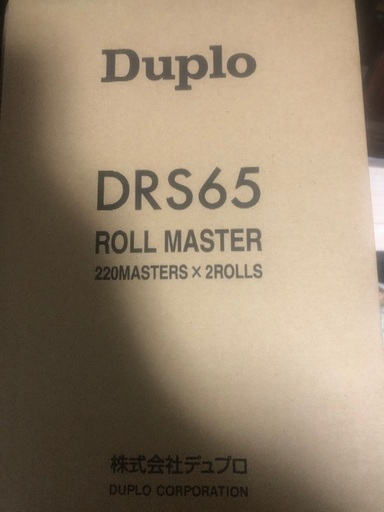 Duplo
DRS65
ROLL MASTER
220MASTERS×2ROLLS
株式会社デュプロ
DUPLO CORPORATION